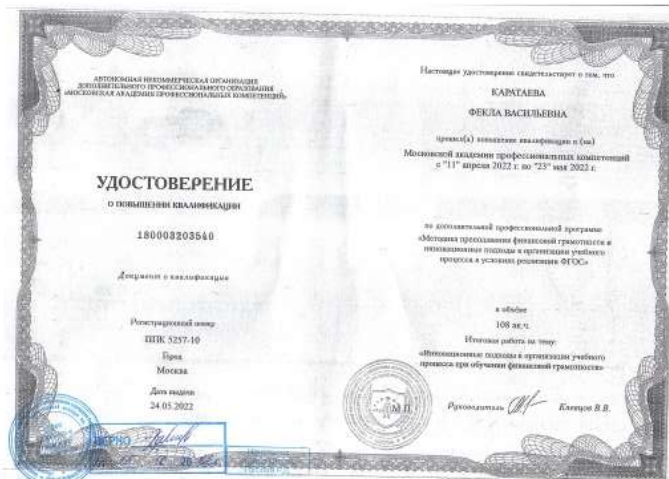 АВТОНОМНАЯ НЕКОММЕРЧЕСКАЯ ОРГАНИЗАЦИЯ
ДОПОЛНИТЕЛЬНОГО ПРОФЕССИОНАЛЬНОГО ОБРАЗОВАНИЯ
«МОСКОВСКАЯ АКАДЕМИЯ ПРОФЕССИОНАЛЬНЫХ КОМПЕТЕНЦИЙ»
УДОСТОВЕРЕНИЕ
О ПОВЫШЕНИИ КВАЛИФИКАЦИИ
180003203540
Документ о квалификации
Регистрационный номер
ППК 5257-10
Город
Москва
Дата выдачи
24.05.2022
ВЕРНО
Настоящее удостоверение свидетельствует о том, что
КАРАТАЕВА
ФЕКЛА ВАСИЛЬЕВНА
прошел(а) повышение квалификации в (на)
Московской академии профессиональных компетенций
с "11" апреля 2022 г. по "23" мая 2022 г.
по дополнительной профессиональной программе
«Методика преподавания финансовой грамотности и
инновационные подходы к организации учебного
процесса в условиях реализации ФГОС»
в объёме
108 ак.ч.
Итоговая работа на тему:
«Инновационные подходы к организации учебного
процесса при обучении финансовой грамотности»
М.П.
Руководитель Клевцов В.В.